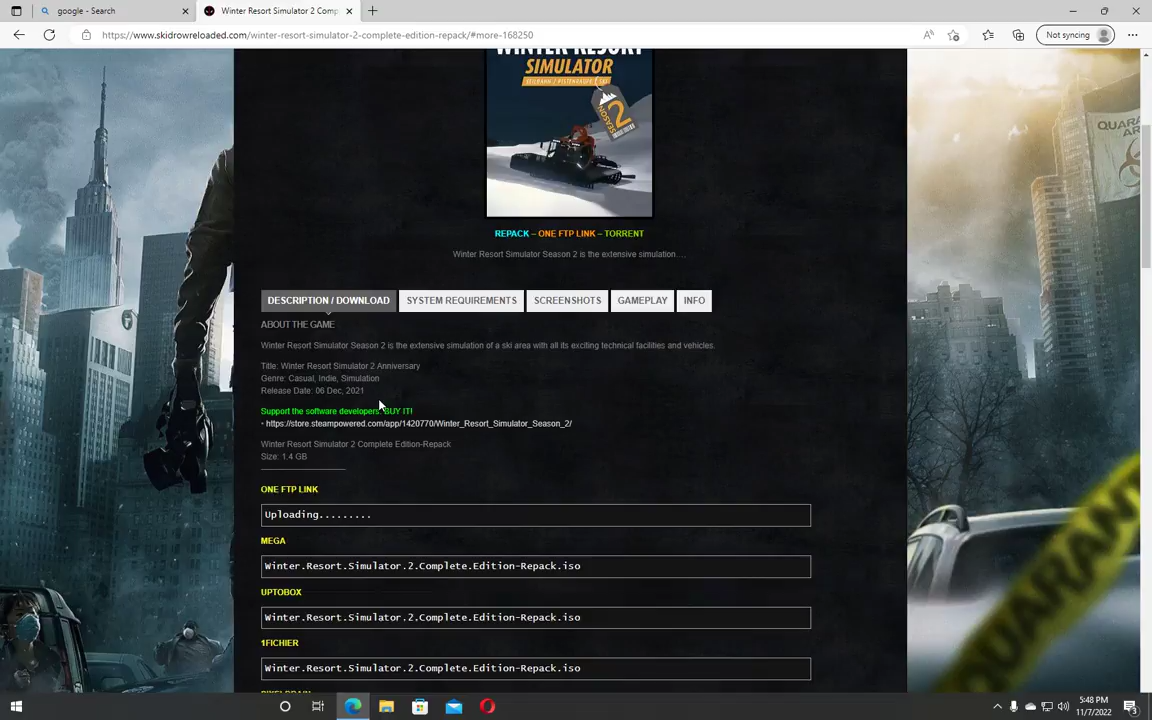 google - Search
Winter Resort Simulator 2 Comp
https://www.skidrowreloaded.com/winter-resort-simulator-2-complete-edition-repack/#more-168250
Not syncing
WINTER RESORT
SIMULATOR
SEASON 2
REPACK – ONE FTP LINK – TORRENT
Winter Resort Simulator Season 2 is the extensive simulation….
DESCRIPTION / DOWNLOAD
SYSTEM REQUIREMENTS
SCREENSHOTS
GAMEPLAY
INFO
ABOUT THE GAME
Winter Resort Simulator Season 2 is the extensive simulation of a ski area with all its exciting technical facilities and vehicles.
Title: Winter Resort Simulator 2 Anniversary
Genre: Casual, Indie, Simulation
Release Date: 06 Dec, 2021
Support the software developers. BUY IT!
• https://store.steampowered.com/app/1420770/Winter_Resort_Simulator_Season_2/
Winter Resort Simulator 2 Complete Edition-Repack
Size: 1.4 GB
ONE FTP LINK
Uploading.........
MEGA
Winter.Resort.Simulator.2.Complete.Edition-Repack.iso
UPTOBOX
Winter.Resort.Simulator.2.Complete.Edition-Repack.iso
1FICHIER
Winter.Resort.Simulator.2.Complete.Edition-Repack.iso
QUARA
5:48 PM
11/7/2022
3
QUARANT